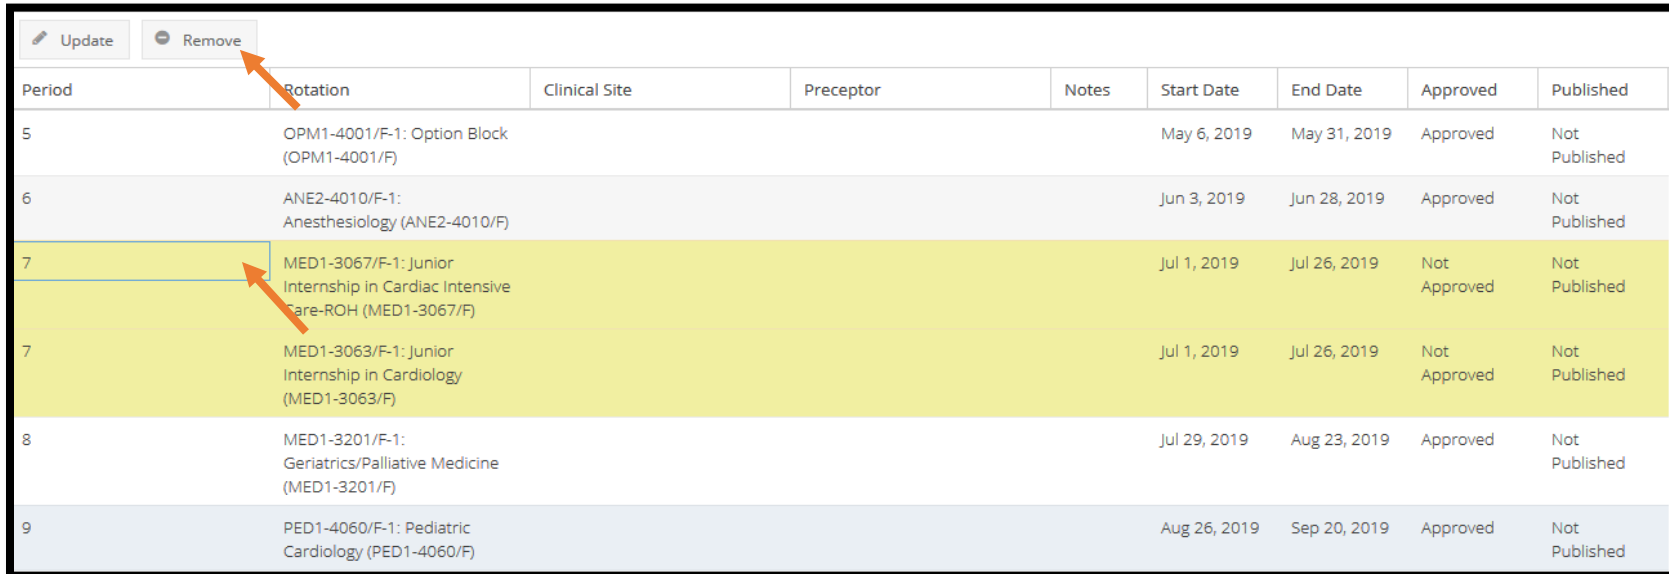 Update Remove
Period Rotation Clinical Site Preceptor Notes Start Date End Date Approved Published
5 OPM1-4001/F-1: Option Block May 6, 2019 May 31, 2019 Approved Not
(OPM1-4001/F) Published
6 ANE2-4010/F-1: Jun 3, 2019 Jun 28, 2019 Approved Not
Anesthesiology (ANE2-4010/F) Published
7 MED1-3067/F-1: Junior Jul 1, 2019 Jul 26, 2019 Not Not
Internship in Cardiac Intensive Approved Published
Care-ROH (MED1-3067/F)
7 MED1-3063/F-1: Junior Jul 1, 2019 Jul 26, 2019 Not Not
Internship in Cardiology Approved Published
(MED1-3063/F)
8 MED1-3201/F-1: Jul 29, 2019 Aug 23, 2019 Approved Not
Geriatrics/Palliative Medicine Published
(MED1-3201/F)
9 PED1-4060/F-1: Pediatric Aug 26, 2019 Sep 20, 2019 Approved Not
Cardiology (PED1-4060/F) Published